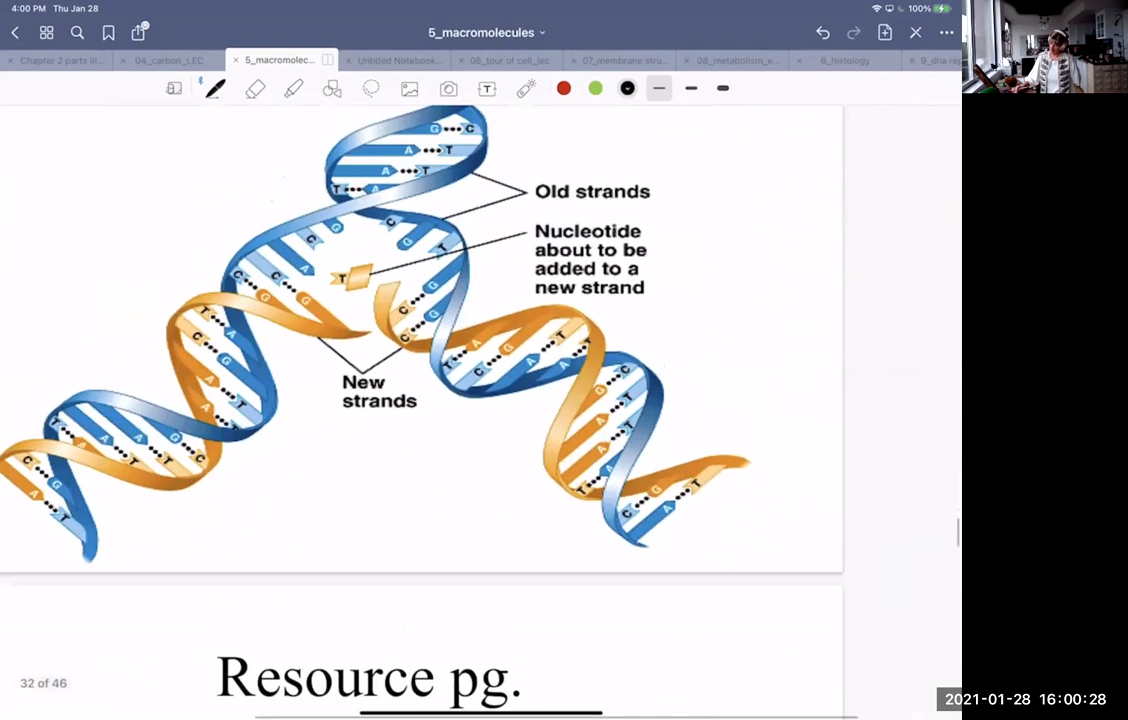 4:00 PM Thu Jan 28
100%
5_macromolecules
Chapter 2 parts III...
04_carbon_LEC
5_macromolec...
Untitled Notebook...
06_tour of cell_lec
07_membrane stru...
08_metabolism_e...
6_histology
9_dna re
G C
A T
A T
T A
Old strands
Nucleotide
about to be
added to a
new strand
T
New
strands
32 of 46
Resource pg.
2021-01-28 16:00:28